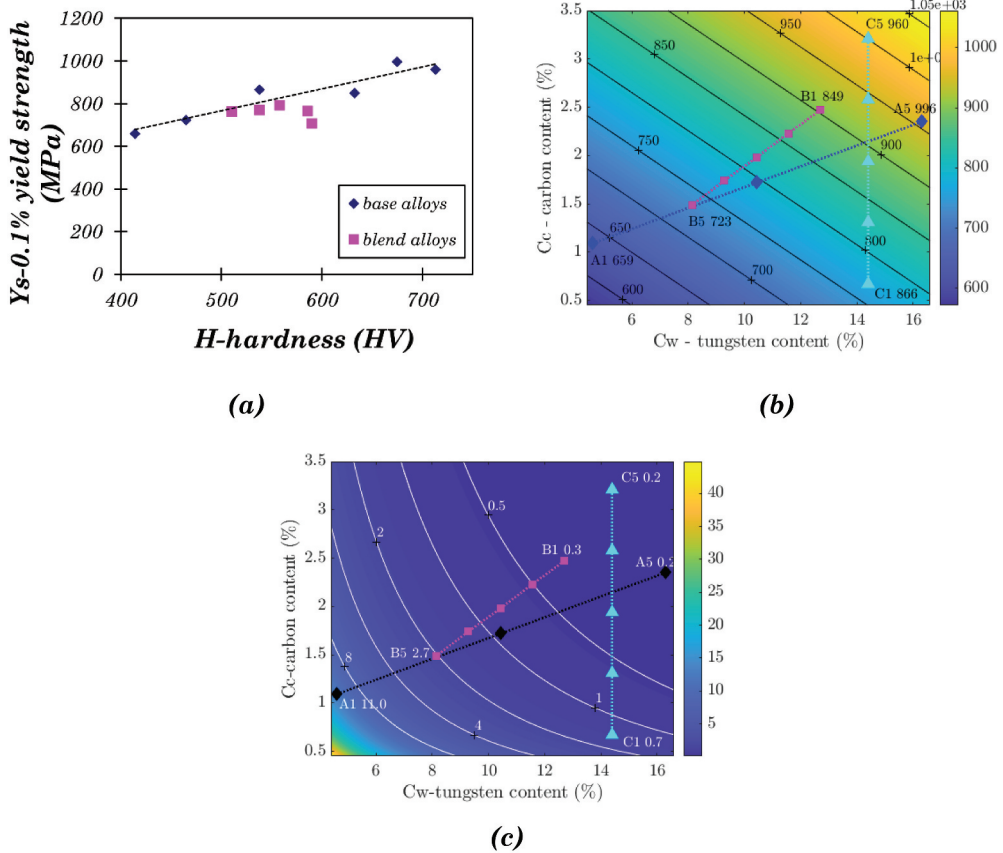 (a)
Ys-0.1% yield strength
(MPa)
1200
1000
800
600
400
200
0
400
500
600
700
base alloys
blend alloys
H-hardness (HV)
(b)
Cc - carbon content (%)
3.5
3
2.5
2
1.5
1
0.5
6
8
10
12
14
16
Cw - tungsten content (%)
850
950
1.05e+03
C5 960
1e+0
B1 849
A5 996
750
900
B5 723
650
A1 659
700
800
600
C1 866
1000
900
800
700
600
(c)
Cc-carbon content (%)
3.5
3
2.5
2
1.5
1
0.5
6
8
10
12
14
16
Cw-tungsten content (%)
C5 0.2
0.5
2
B1 0.3
A5 0.2
B5 2.7
8
A1 11.0
4
1
C1 0.7
40
35
30
25
20
15
10
5